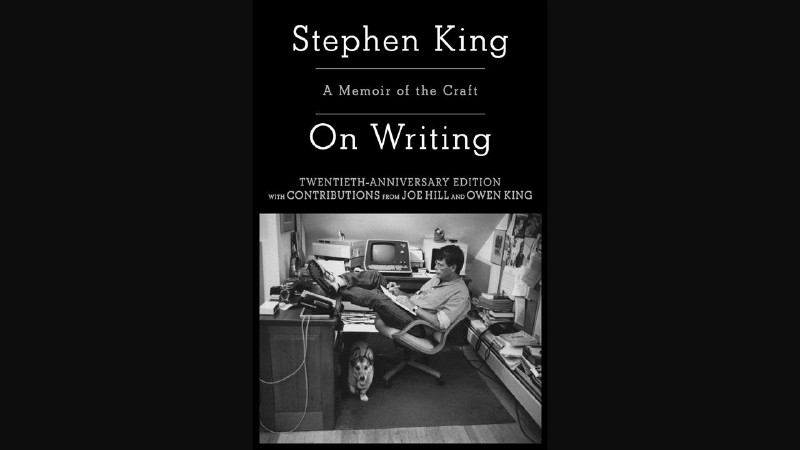 Stephen King
A Memoir of the Craft
On Writing
TWENTIETH-ANNIVERSARY EDITION
WITH CONTRIBUTIONS FROM JOE HILL AND OWEN KING